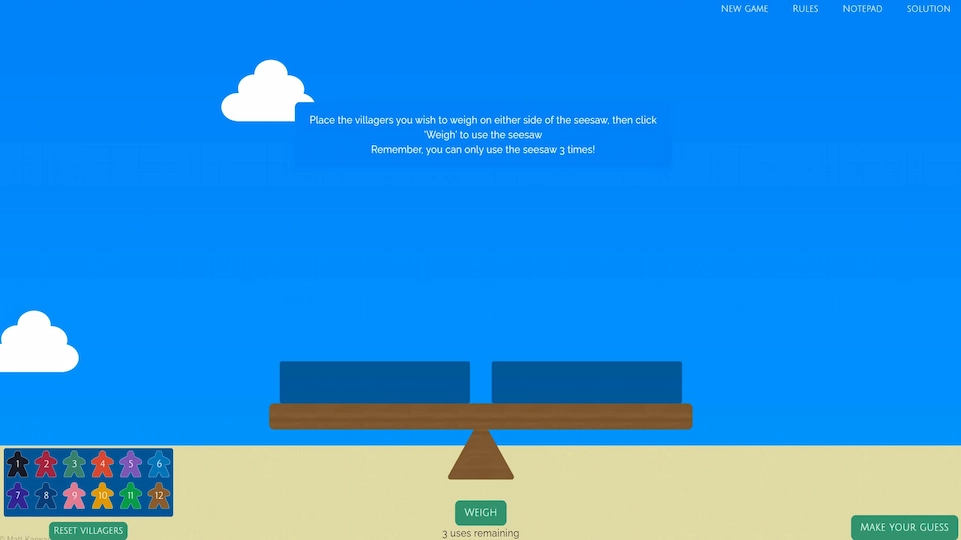 NEW GAME
RULES
NOTEPAD
SOLUTION
Place the villagers you wish to weigh on either side of the seesaw, then click
'Weigh' to use the seesaw
Remember, you can only use the seesaw 3 times!
1 2 3 4 5 6
7 8 9 10 11 12
RESET VILLAGERS
WEIGH
3 uses remaining
MAKE YOUR GUESS